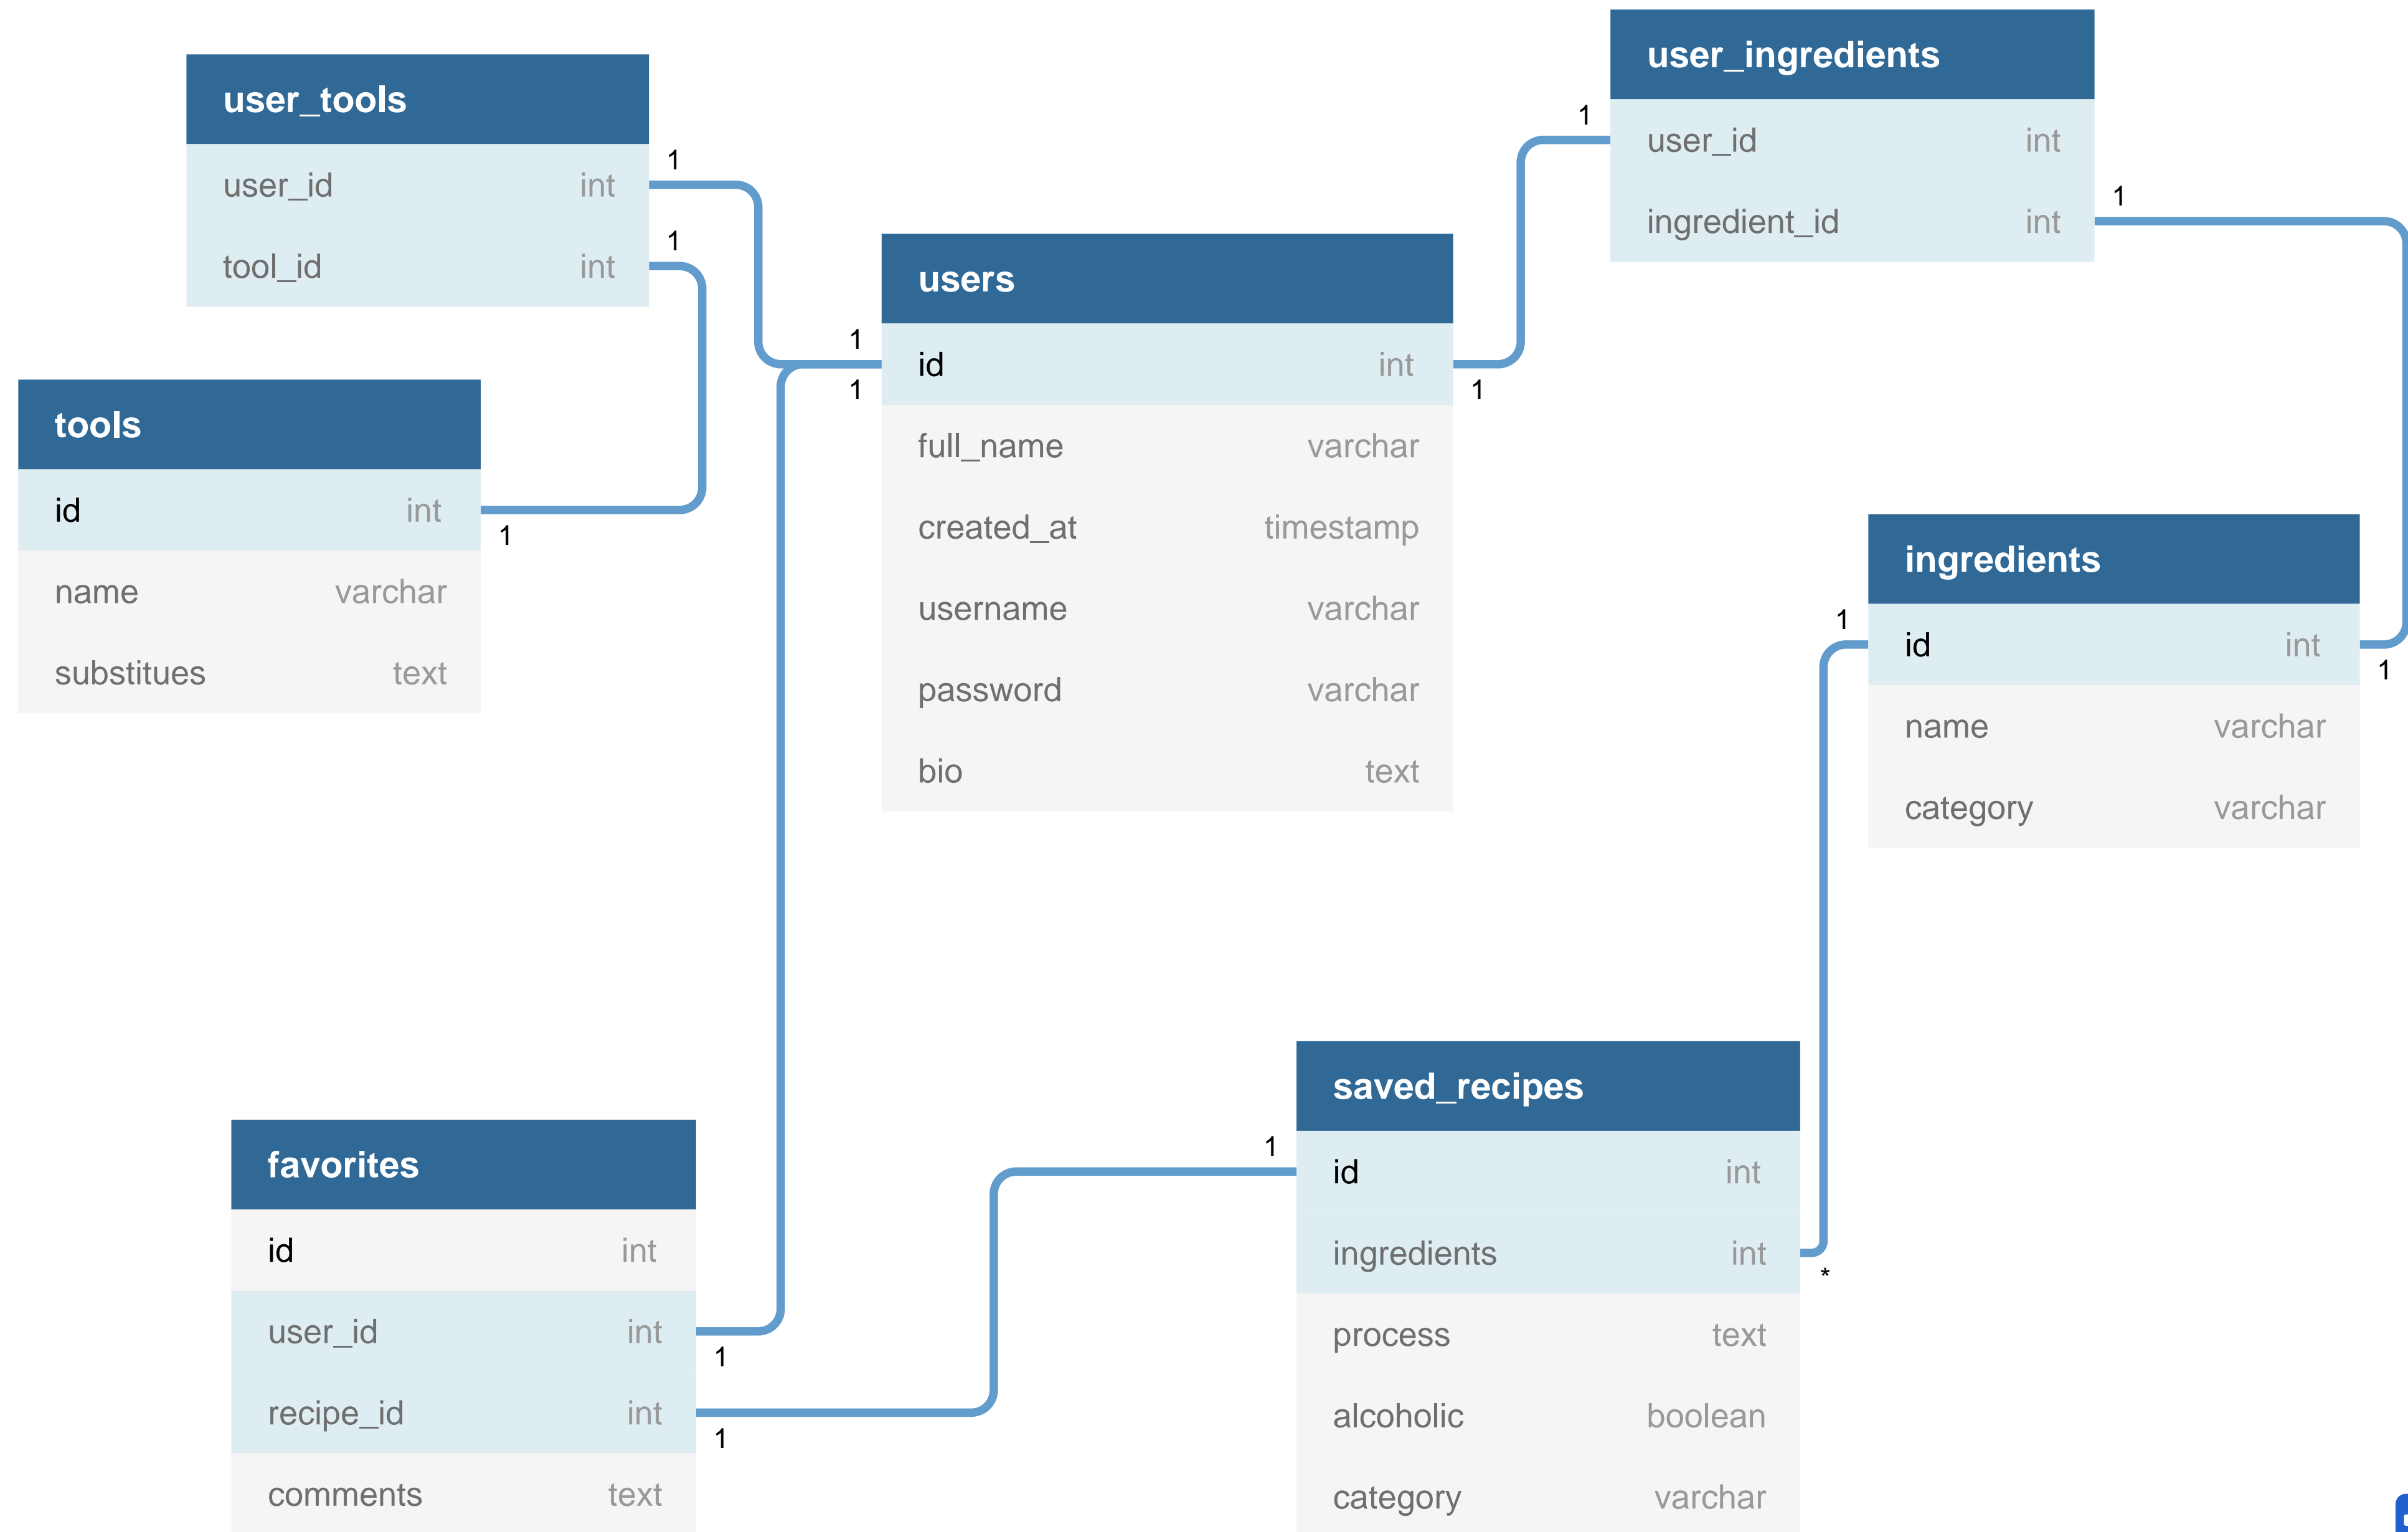 user_tools
user_id int 1
tool_id int 1
tools
id int 1
name varchar
substitues text
users
1 id int 1
1
full_name varchar
created_at timestamp
username varchar
password varchar
bio text
user_ingredients
1 user_id int
ingredient_id int 1
ingredients
1 id int 1
name varchar
category varchar
favorites
id int
user_id int 1
recipe_id int 1
comments text
saved_recipes
1 id int
ingredients int *
process text
alcoholic boolean
category varchar